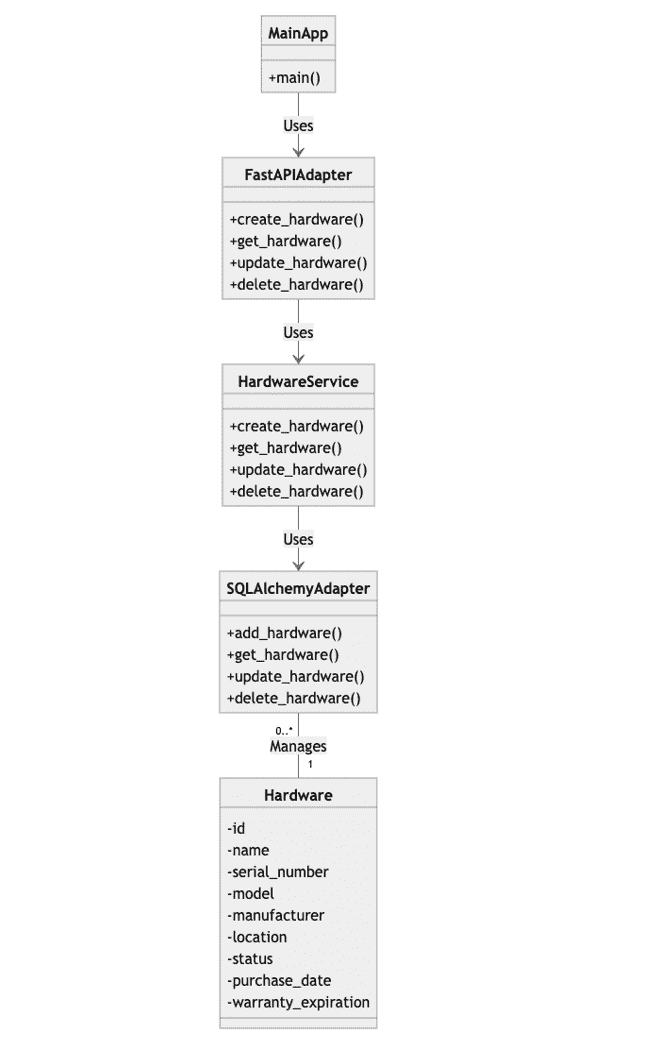 MainApp
+main()
Uses
FastAPIAdapter
+create_hardware()
+get_hardware()
+update_hardware()
+delete_hardware()
Uses
HardwareService
+create_hardware()
+get_hardware()
+update_hardware()
+delete_hardware()
Uses
SQLAlchemyAdapter
+add_hardware()
+get_hardware()
+update_hardware()
+delete_hardware()
0..*
Manages
1
Hardware
-id
-name
-serial_number
-model
-manufacturer
-location
-status
-purchase_date
-warranty_expiration